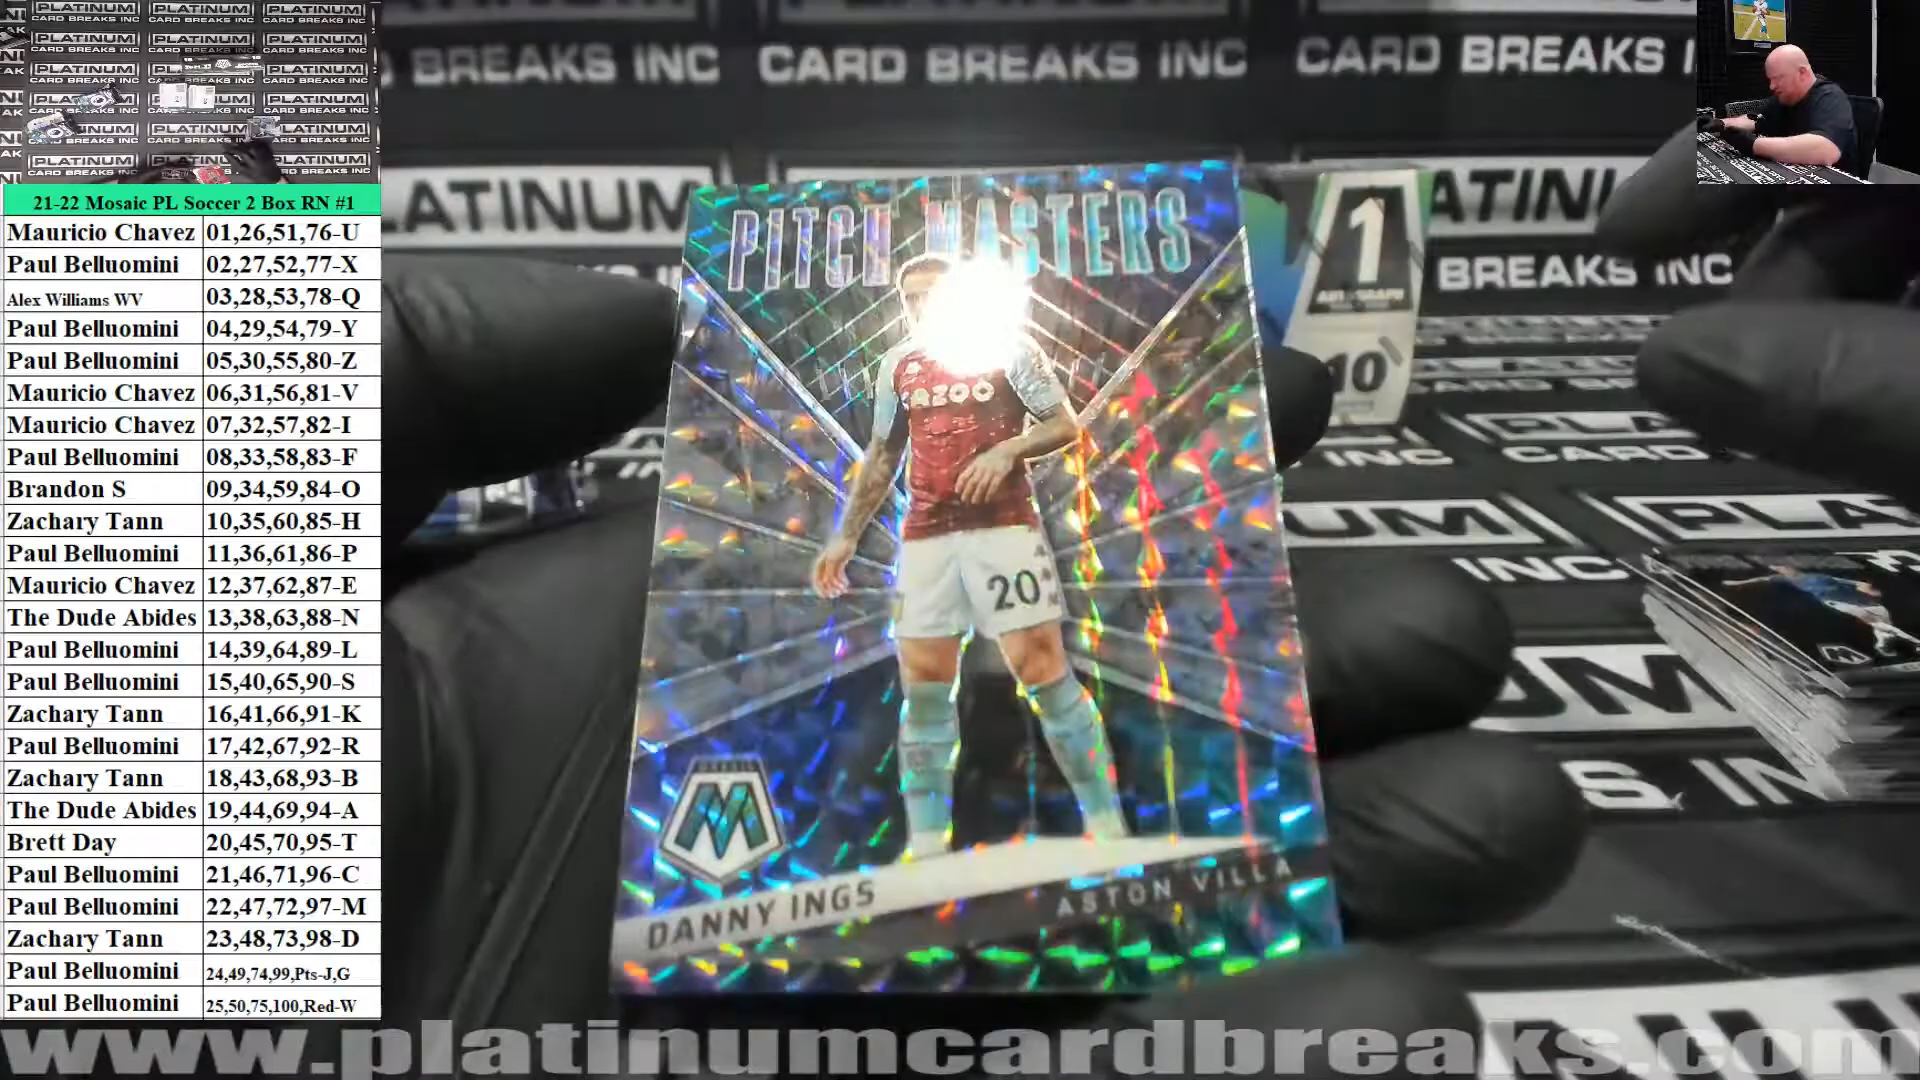 21-22 Mosaic PL Soccer 2 Box RN #1
Mauricio Chavez 01,26,51,76-U
Paul Belluomini 02,27,52,77-X
Alex Williams WV 03,28,53,78-Q
Paul Belluomini 04,29,54,79-Y
Paul Belluomini 05,30,55,80-Z
Mauricio Chavez 06,31,56,81-V
Mauricio Chavez 07,32,57,82-I
Paul Belluomini 08,33,58,83-F
Brandon S 09,34,59,84-O
Zachary Tann 10,35,60,85-H
Paul Belluomini 11,36,61,86-P
Mauricio Chavez 12,37,62,87-E
The Dude Abides 13,38,63,88-N
Paul Belluomini 14,39,64,89-L
Paul Belluomini 15,40,65,90-S
Zachary Tann 16,41,66,91-K
Paul Belluomini 17,42,67,92-R
Zachary Tann 18,43,68,93-B
The Dude Abides 19,44,69,94-A
Brett Day 20,45,70,95-T
Paul Belluomini 21,46,71,96-C
Paul Belluomini 22,47,72,97-M
Zachary Tann 23,48,73,98-D
Paul Belluomini 24,49,74,99,Pts-J,G
Paul Belluomini 25,50,75,100,Red-W
BREAKS INC CARD BREAKS INC CARD BREAKS
PITCH MASTERS
CAZOO
20
M
DANNY INGS
ASTON VILLA
1
AUTOGRAPH
10
BREAKS INC
www.platinumcardbreaks.com